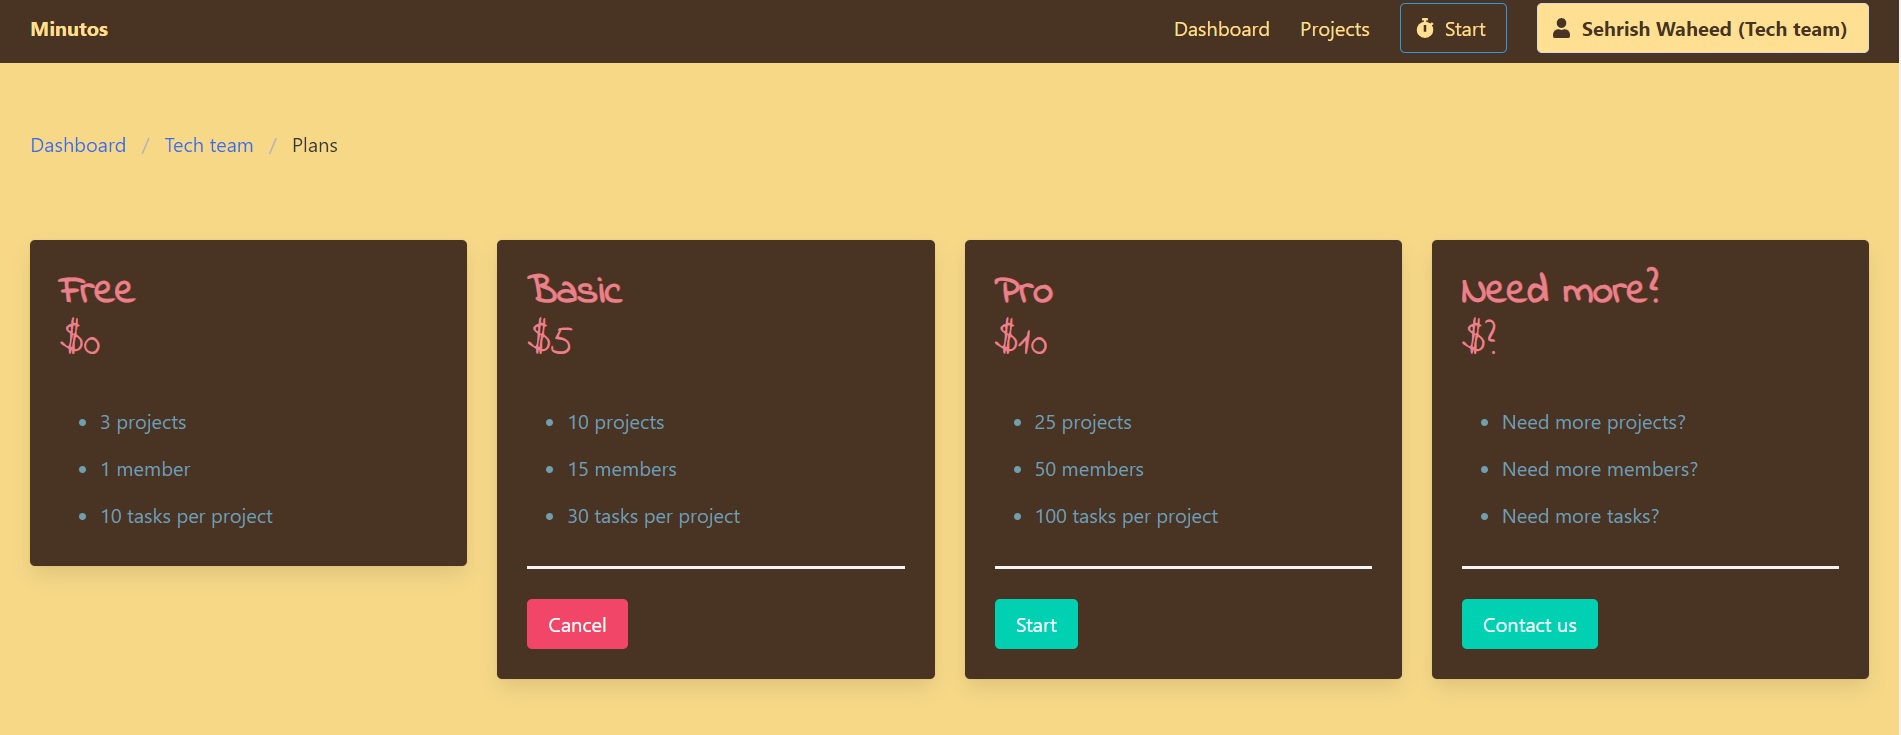 Minutos
Dashboard Projects Start Sehrish Waheed (Tech team)
Dashboard / Tech team / Plans
Free
$0
3 projects
1 member
10 tasks per project
Basic
$5
10 projects
15 members
30 tasks per project
Cancel
Pro
$10
25 projects
50 members
100 tasks per project
Start
Need more?
$?
Need more projects?
Need more members?
Need more tasks?
Contact us